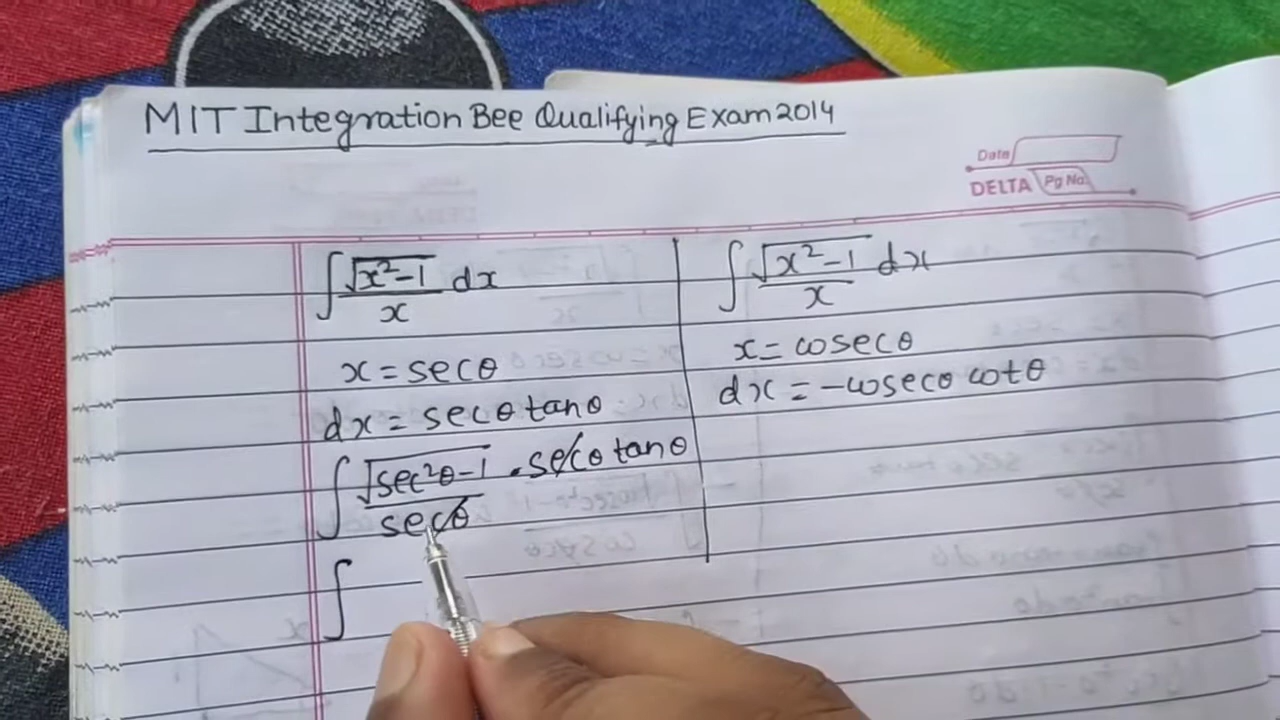 MIT Integration Bee Qualifying Exam 2014
Date
DELTA Pg No.
∫ √(x²-1)/x dx
x = secθ
dx = secθ tanθ
∫ √(sec²θ-1)/secθ . secθ tanθ
∫
∫ √(x²-1)/x dx
x = cosecθ
dx = -cosecθ cotθ